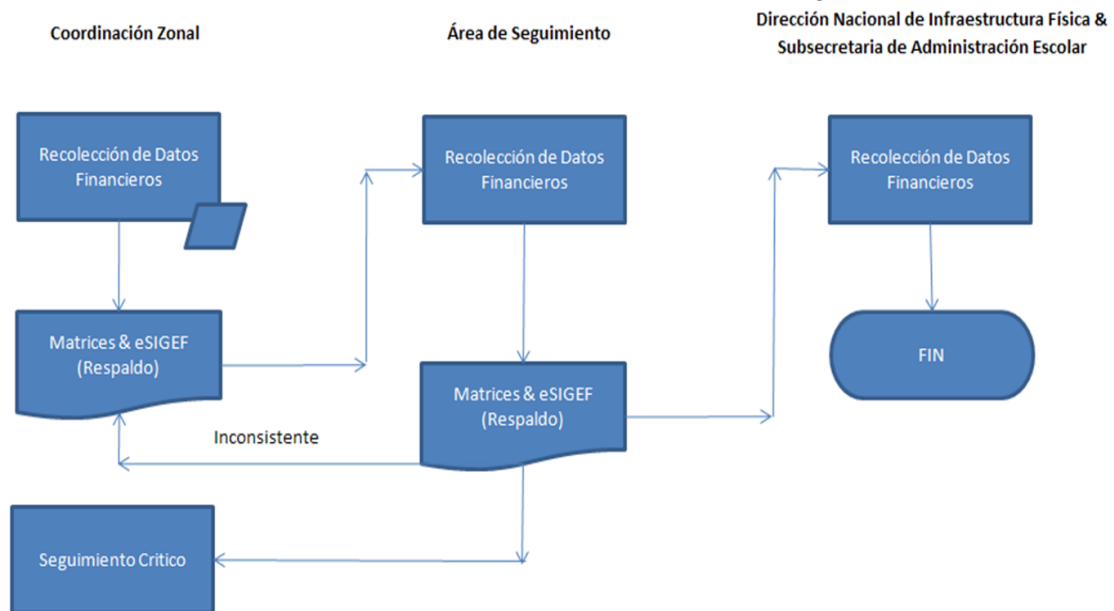 Coordinación Zonal
Área de Seguimiento
Dirección Nacional de Infraestructura Física &
Subsecretaria de Administración Escolar
Recolección de Datos
Financieros
Recolección de Datos
Financieros
Recolección de Datos
Financieros
Matrices & eSIGEF
(Respaldo)
Matrices & eSIGEF
(Respaldo)
FIN
Inconsistente
Seguimiento Critico